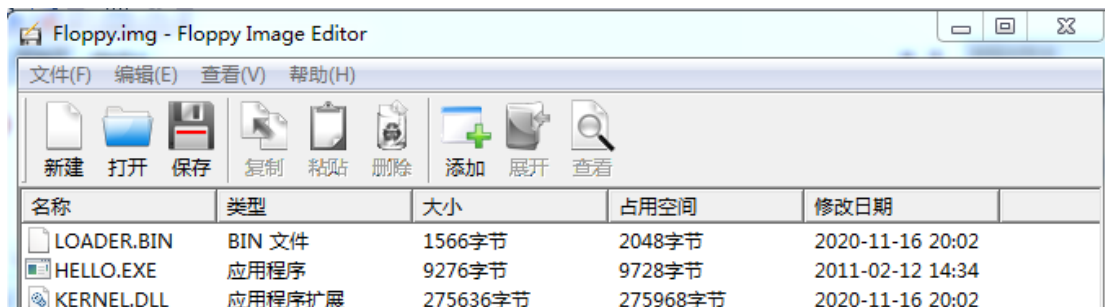 Floppy.img - Floppy Image Editor
文件(F) 编辑(E) 查看(V) 帮助(H)
新建 打开 保存 复制 粘贴 删除 添加 展开 查看
名称 类型 大小 占用空间 修改日期
LOADER.BIN BIN 文件 1566字节 2048字节 2020-11-16 20:02
HELLO.EXE 应用程序 9276字节 9728字节 2011-02-12 14:34
KERNEL.DLL 应用程序扩展 275636字节 275968字节 2020-11-16 20:02